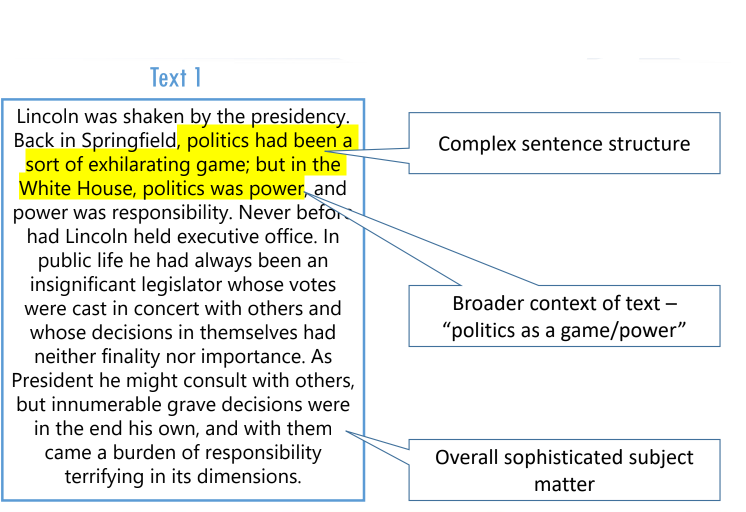 Text 1
Lincoln was shaken by the presidency.
Back in Springfield, politics had been a
sort of exhilarating game; but in the
White House, politics was power, and
power was responsibility. Never before
had Lincoln held executive office. In
public life he had always been an
insignificant legislator whose votes
were cast in concert with others and
whose decisions in themselves had
neither finality nor importance. As
President he might consult with others,
but innumerable grave decisions were
in the end his own, and with them
came a burden of responsibility
terrifying in its dimensions.
Complex sentence structure
Broader context of text –
“politics as a game/power”
Overall sophisticated subject
matter